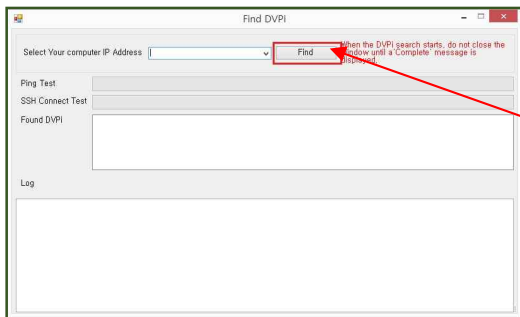 Find DVPI
Select Your computer IP Address
Find
When the DVPI search starts, do not close the
window until a 'Complete' message is
displayed.
Ping Test
SSH Connect Test
Found DVPI
Log